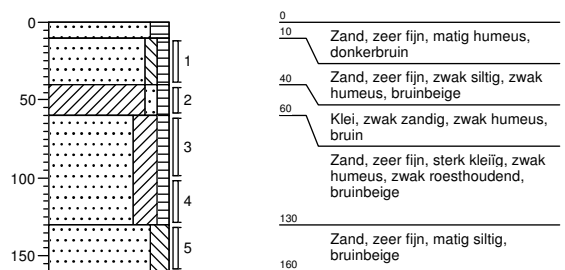 0
50
100
150
1
2
3
4
5
0
10
Zand, zeer fijn, matig humeus,
donkerbruin
40
Zand, zeer fijn, zwak siltig, zwak
humeus, bruinbeige
60
Klei, zwak zandig, zwak humeus,
bruin
Zand, zeer fijn, sterk kleiïg, zwak
humeus, zwak roesthoudend,
bruinbeige
130
Zand, zeer fijn, matig siltig,
bruinbeige
160